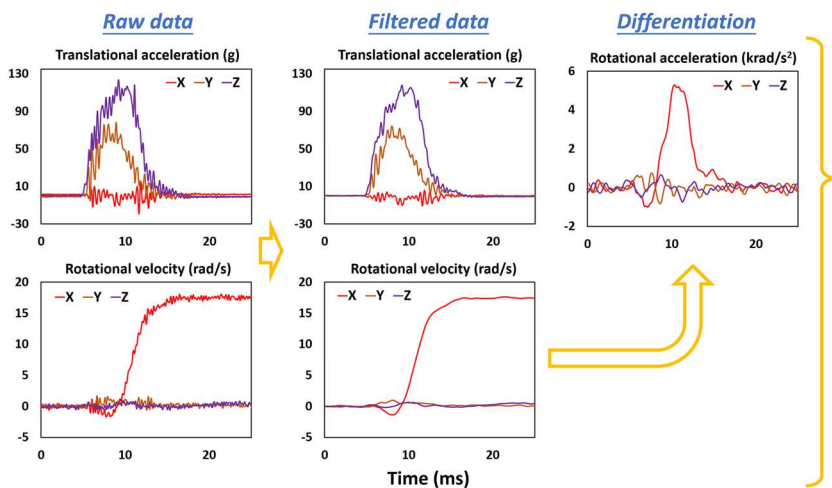 Raw data
Filtered data
Differentiation
Translational acceleration (g)
130
90
50
10
-30
X Y Z
0 10 20
Translational acceleration (g)
130
90
50
10
-30
X Y Z
0 10 20
Rotational acceleration (krad/s²)
6
4
2
0
-2
X Y Z
0 10 20
Rotational velocity (rad/s)
20
15
10
5
0
-5
X Y Z
0 10 20
Rotational velocity (rad/s)
20
15
10
5
0
-5
X Y Z
0 10 20
Time (ms)